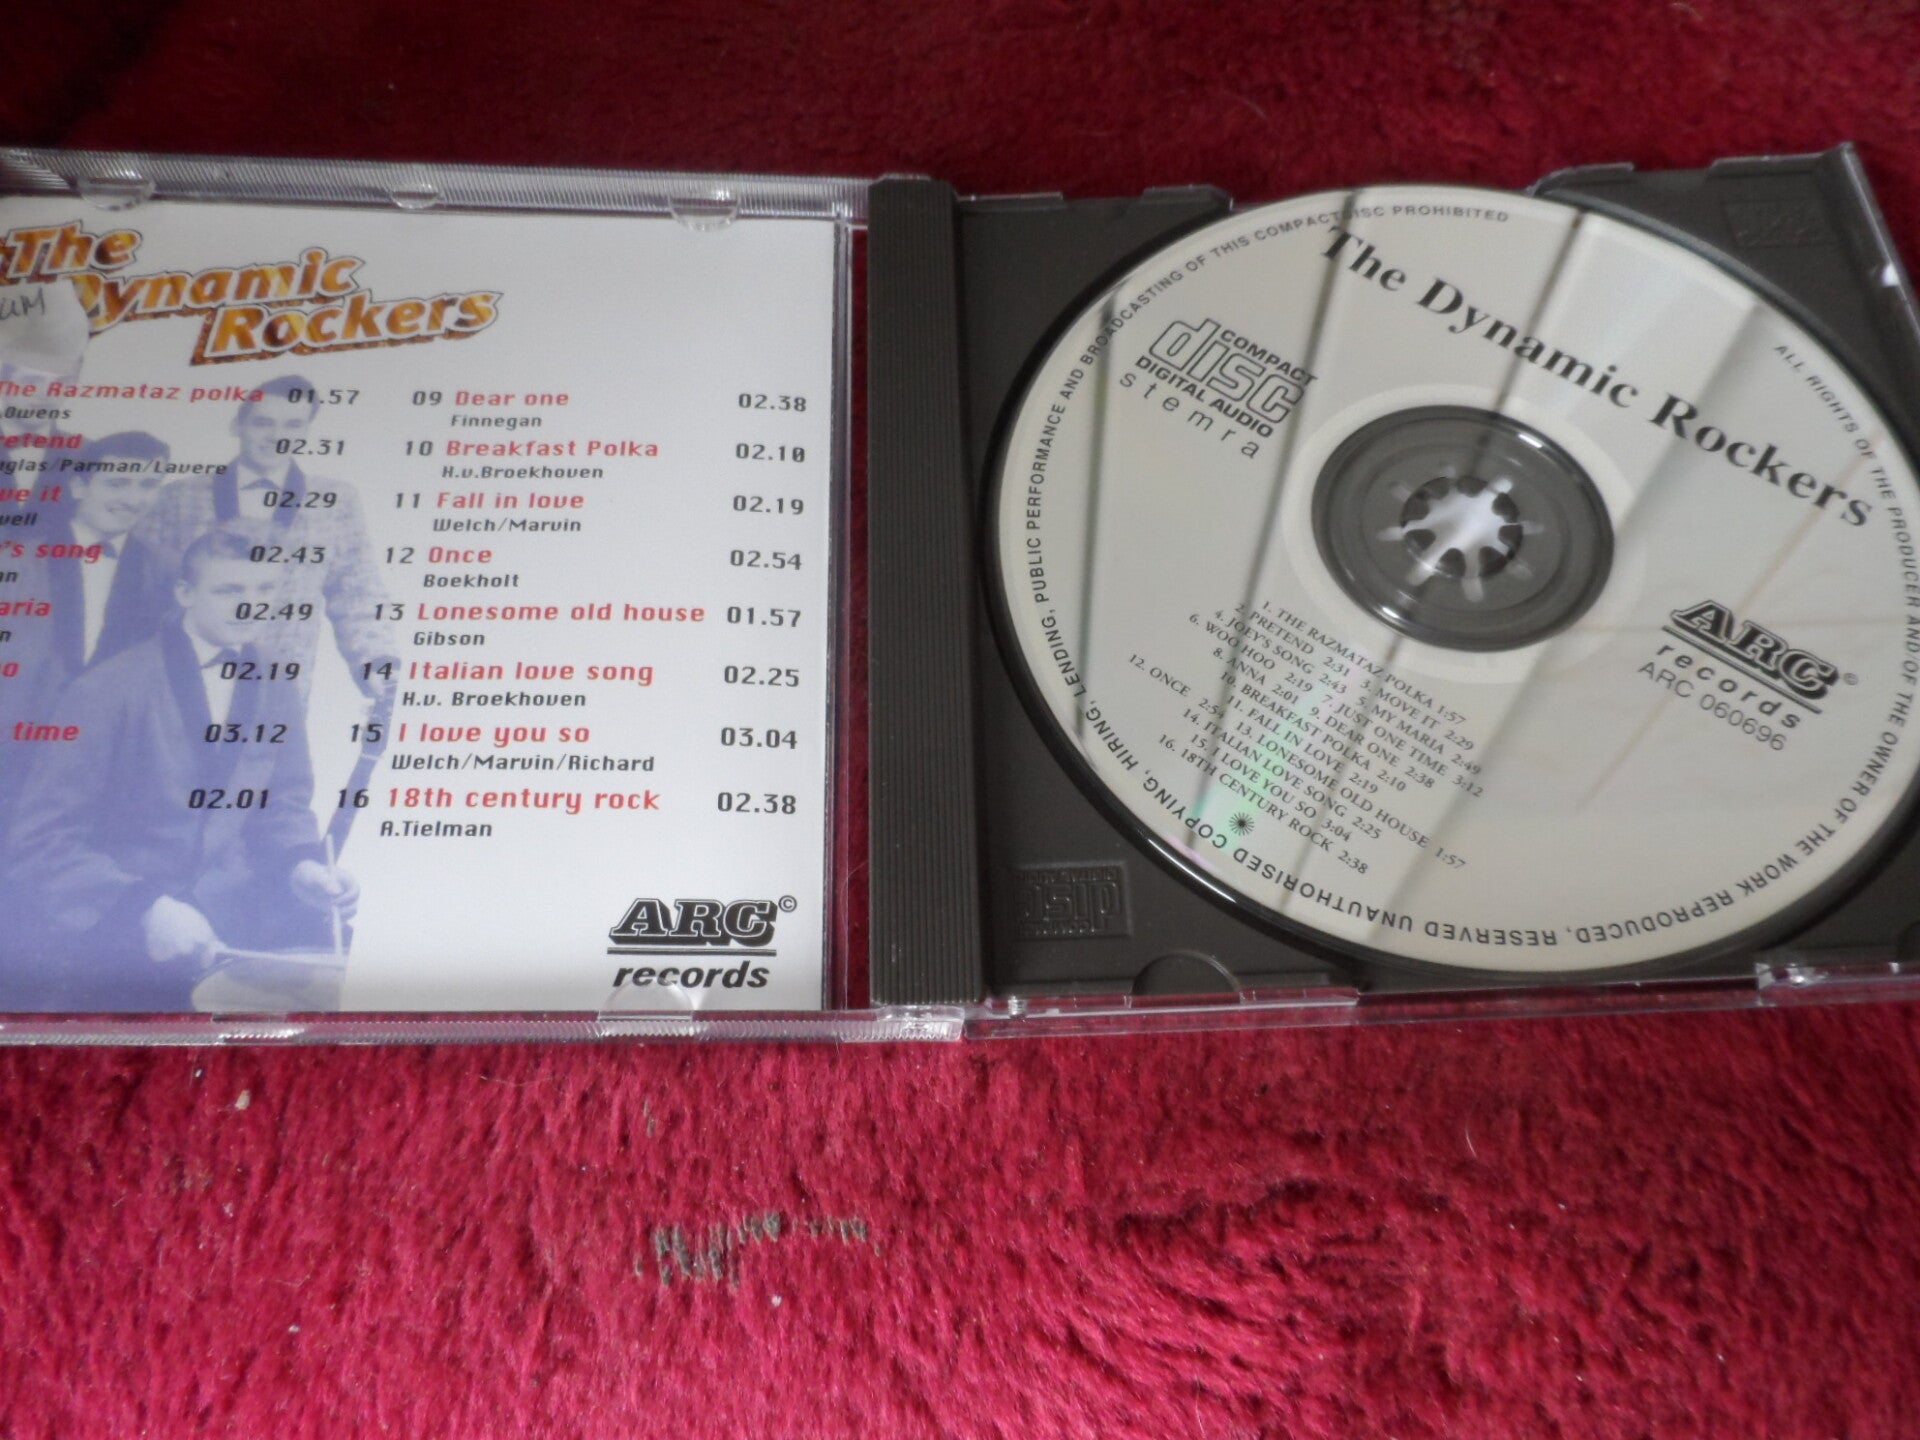 The
Dynamic
Rockers
The Razmataz polka 01.57
Owens
retend 02.31
uglas/Parman/Lavere
ve it 02.29
well
's song 02.43
nn
aria 02.49
n
oo 02.19
time 03.12
02.01
09 Dear one 02.38
Finnegan
10 Breakfast Polka 02.10
H.v.Broekhoven
11 Fall in love 02.19
Welch/Marvin
12 Once 02.54
Boekholt
13 Lonesome old house 01.57
Gibson
14 Italian love song 02.25
H.v. Broekhoven
15 I love you so 03.04
Welch/Marvin/Richard
16 18th century rock 02.38
A.Tielman
ARC©
records
The Dynamic Rockers
COMPACT
disc
DIGITAL AUDIO
stemra
1. THE RAZMATAZ POLKA 1:57
2. PRETEND 2:31 3. MOVE IT 2:29
4. JOEY'S SONG 2:43 5. MY MARIA 2:49
6. WOO HOO 2:19 7. JUST ONE TIME 3:12
8. ANNA 2:01 9. DEAR ONE 2:38
10. BREAKFAST POLKA 2:10
11. FALL IN LOVE 2:19
12. ONCE 2:54 13. LONESOME OLD HOUSE 1:57
14. ITALIAN LOVE SONG 2:25
15. I LOVE YOU SO 3:04
16. 18TH CENTURY ROCK 2:38
ARC©
records
ARC 060696
ALL RIGHTS OF THE PRODUCER AND/OF THE OWNER OF THE WORK REPRODUCED, RESERVED UNAUTHORISED COPYING, HIRING, LENDING, PUBLIC PERFORMANCE AND BROADCASTING OF THIS COMPACT DISC PROHIBITED